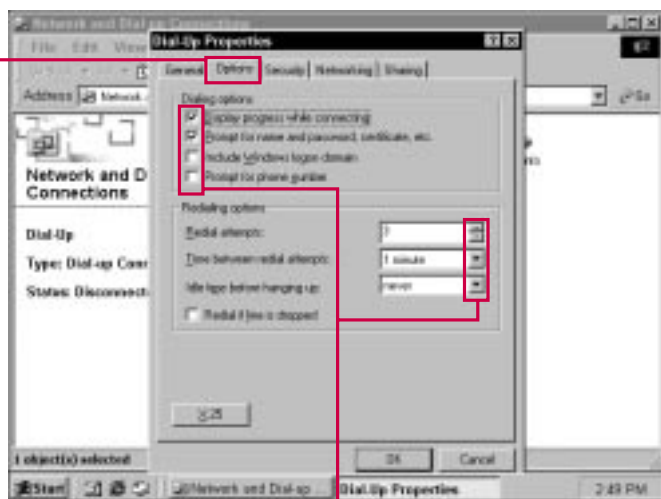 Network and Dial-up Connections
File Edit View
Address Network
Network and D
Connections
Dial-Up
Type: Dial-up Conn
Status: Disconnect
1 object(s) selected
Dial-Up Properties
General Options Security Networking Sharing
Dialing options
Display progress while connecting
Prompt for name and password, certificate, etc.
Include Windows logon domain
Prompt for phone number
Redialing options
Redial attempts: 3
Time between redial attempts: 1 minute
Idle time before hanging up: never
Redial if line is dropped
X.25
OK Cancel
Start Network and Dial-up ... Dial-Up Properties 2:49 PM